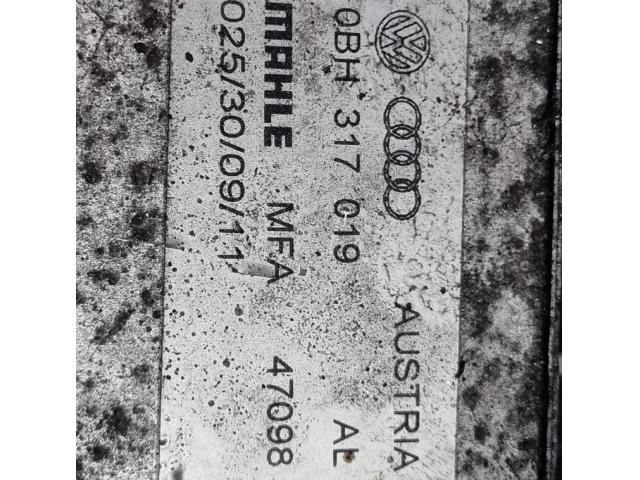 AUSTRIA
0BH 317 019 AL
MAHLE MFA 47098
025/30/09/11